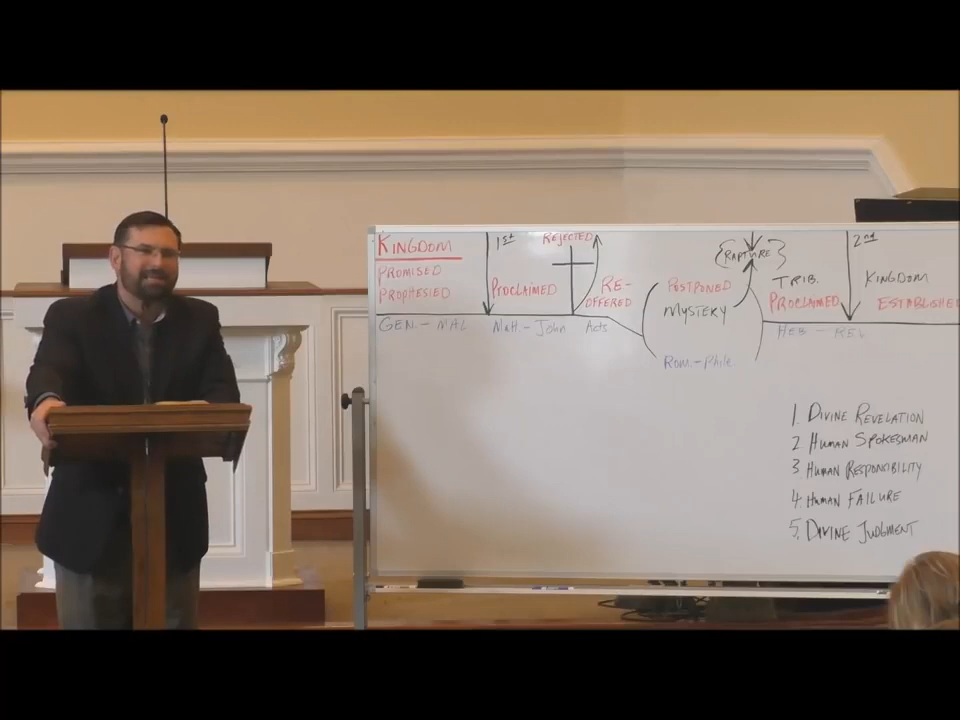 KINGDOM
PROMISED
PROPHESIED
GEN. - MAL
1st
PROCLAIMED
Matt. - John
REJECTED
RE-
OFFERED
Acts
POSTPONED
MYSTERY
Rom. - Phile
{RAPTURE}
TRIB.
PROCLAIMED
HEB - REV.
2nd
KINGDOM
ESTABLISHED
1. DIVINE REVELATION
2 HUMAN SPOKESMAN
3 HUMAN RESPONSIBILITY
4. HUMAN FAILURE
5. DIVINE JUDGMENT